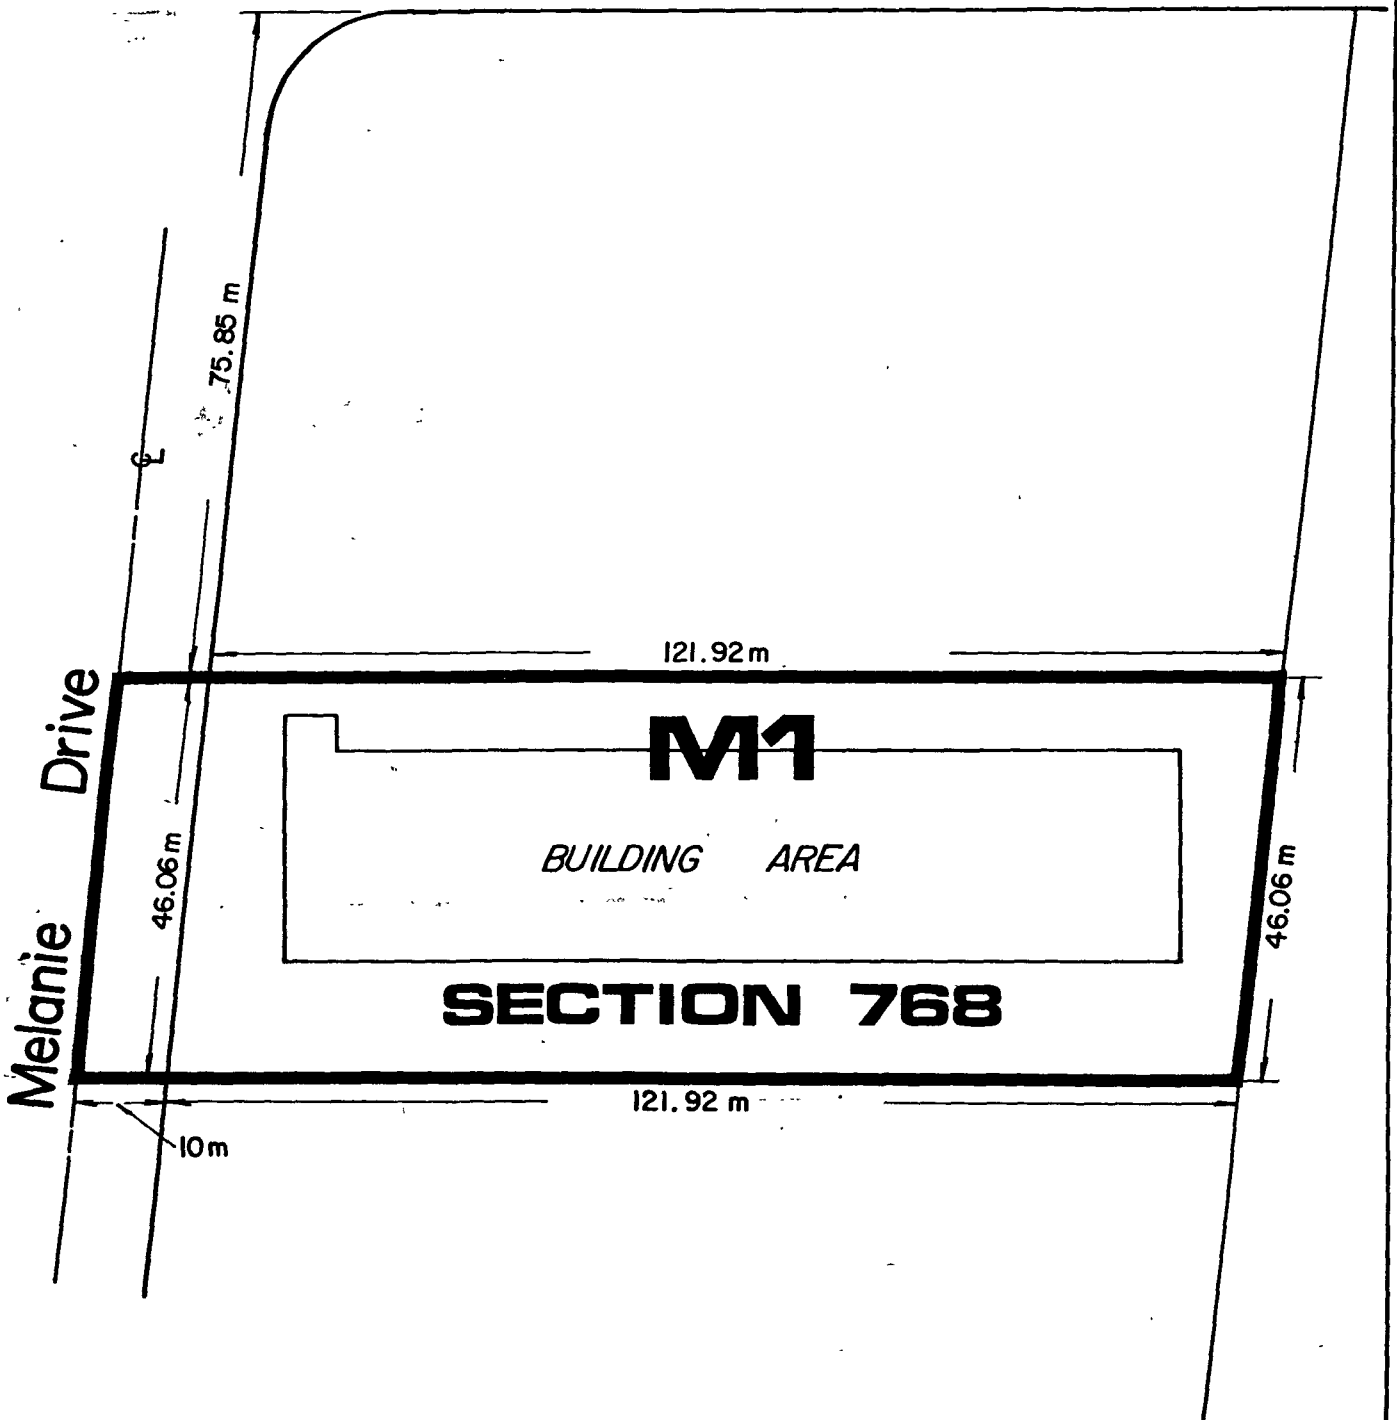 75.85 m
℄
121.92 m
Melanie Drive
M1
46.06 m
BUILDING AREA
46.06 m
SECTION 768
121.92 m
10 m